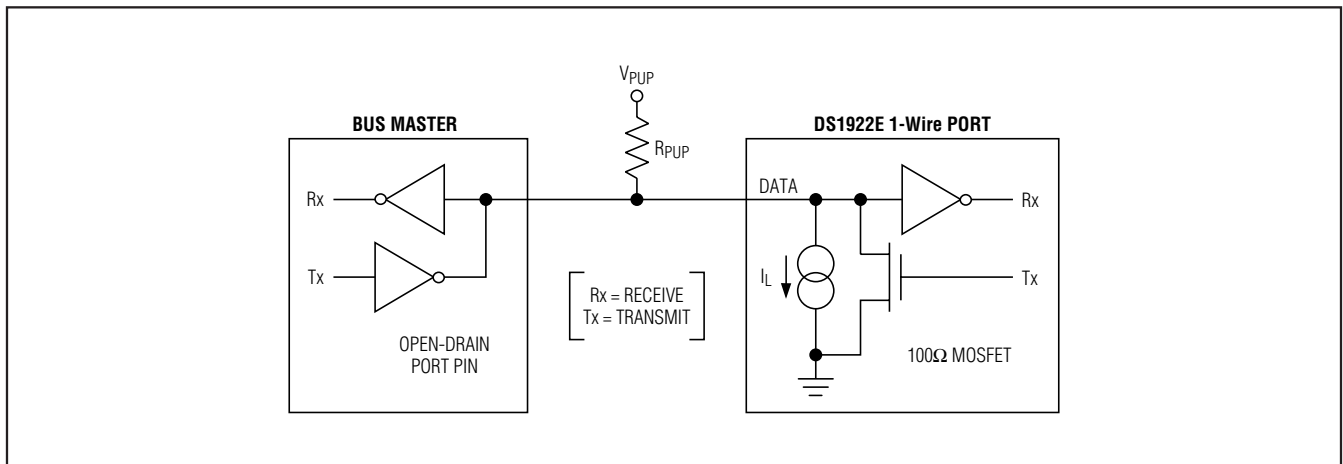 V_PUP
BUS MASTER
DS1922E 1-Wire PORT
R_PUP
Rx
DATA
Rx
Tx
I_L
Tx
Rx = RECEIVE
Tx = TRANSMIT
OPEN-DRAIN
PORT PIN
100Ω MOSFET